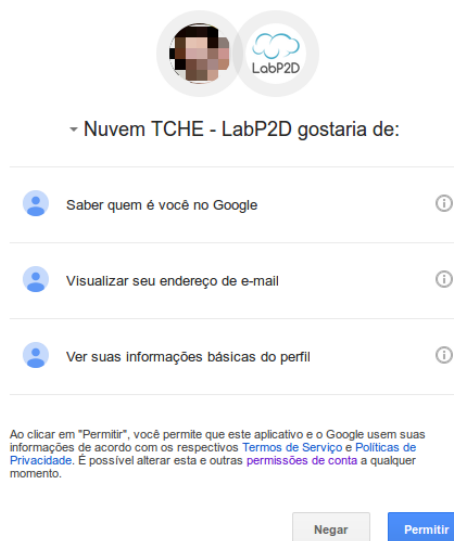 LabP2D
Nuvem TCHE - LabP2D gostaria de:
Saber quem é você no Google
Visualizar seu endereço de e-mail
Ver suas informações básicas do perfil
Ao clicar em "Permitir", você permite que este aplicativo e o Google usem suas
informações de acordo com os respectivos Termos de Serviço e Políticas de
Privacidade. É possível alterar esta e outras permissões de conta a qualquer
momento.
Negar
Permitir